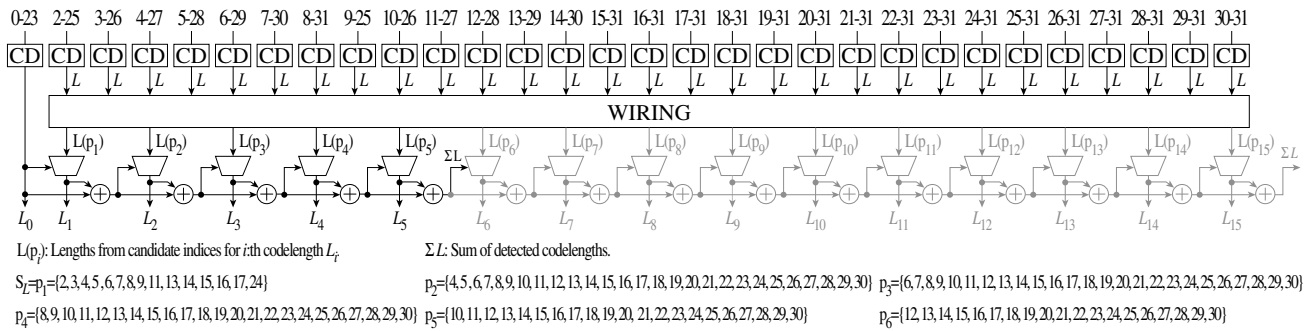 0-23 2-25 3-26 4-27 5-28 6-29 7-30 8-31 9-25 10-26 11-27 12-28 13-29 14-30 15-31 16-31 17-31 18-31 19-31 20-31 21-31 22-31 23-31 24-31 25-31 26-31 27-31 28-31 29-31 30-31
CD CD CD CD CD CD CD CD CD CD CD CD CD CD CD CD CD CD CD CD CD CD CD CD CD CD CD CD CD CD
L L L L L L L L L L L L L L L L L L L L L L L L L L L L L
WIRING
L(p1) L(p2) L(p3) L(p4) L(p5) L(p6) L(p7) L(p8) L(p9) L(p10) L(p11) L(p12) L(p13) L(p14) L(p15)
ΣL ΣL
L0 L1 L2 L3 L4 L5 L6 L7 L8 L9 L10 L11 L12 L13 L14 L15
L(pi): Lengths from candidate indices for i:th codelength Li. ΣL: Sum of detected codelengths.
SL=p1={2,3,4,5,6,7,8,9,11,13,14,15,16,17,24} p2={4,5,6,7,8,9,10,11,12,13,14,15,16,17,18,19,20,21,22,23,24,25,26,27,28,29,30} p3={6,7,8,9,10,11,12,13,14,15,16,17,18,19,20,21,22,23,24,25,26,27,28,29,30}
p4={8,9,10,11,12,13,14,15,16,17,18,19,20,21,22,23,24,25,26,27,28,29,30} p5={10,11,12,13,14,15,16,17,18,19,20, 21,22,23,24,25,26,27,28,29,30} p6={12,13,14,15,16,17,18,19,20,21,22,23,24,25,26,27,28,29,30}